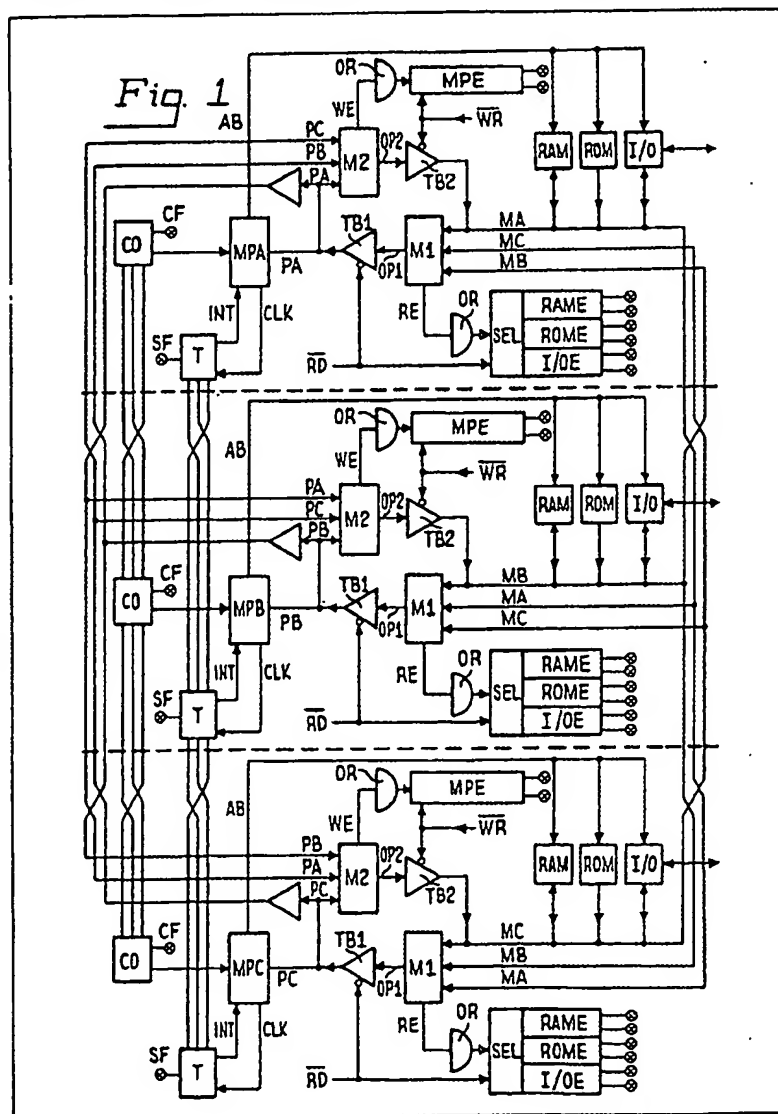 Fig. 1
OR
MPE
WE
WR
AB
PC
PB
PA
M2
OP2
TB2
RAM
ROM
I/O
CF
CO
MPA
PA
TB1
OP1
M1
MA
MC
MB
INT
CLK
RE
OR
SEL
RAME
ROME
I/OE
SF
T
RD
OR
MPE
WE
WR
AB
PA
PC
PB
M2
OP2
TB2
RAM
ROM
I/O
CF
CO
MPB
PB
TB1
OP1
M1
MB
MA
MC
INT
CLK
RE
OR
SEL
RAME
ROME
I/OE
SF
T
RD
OR
MPE
WE
WR
AB
PB
PA
PC
M2
OP2
TB2
RAM
ROM
I/O
CF
CO
MPC
PC
TB1
OP1
M1
MC
MB
MA
INT
CLK
RE
OR
SEL
RAME
ROME
I/OE
SF
T
RD